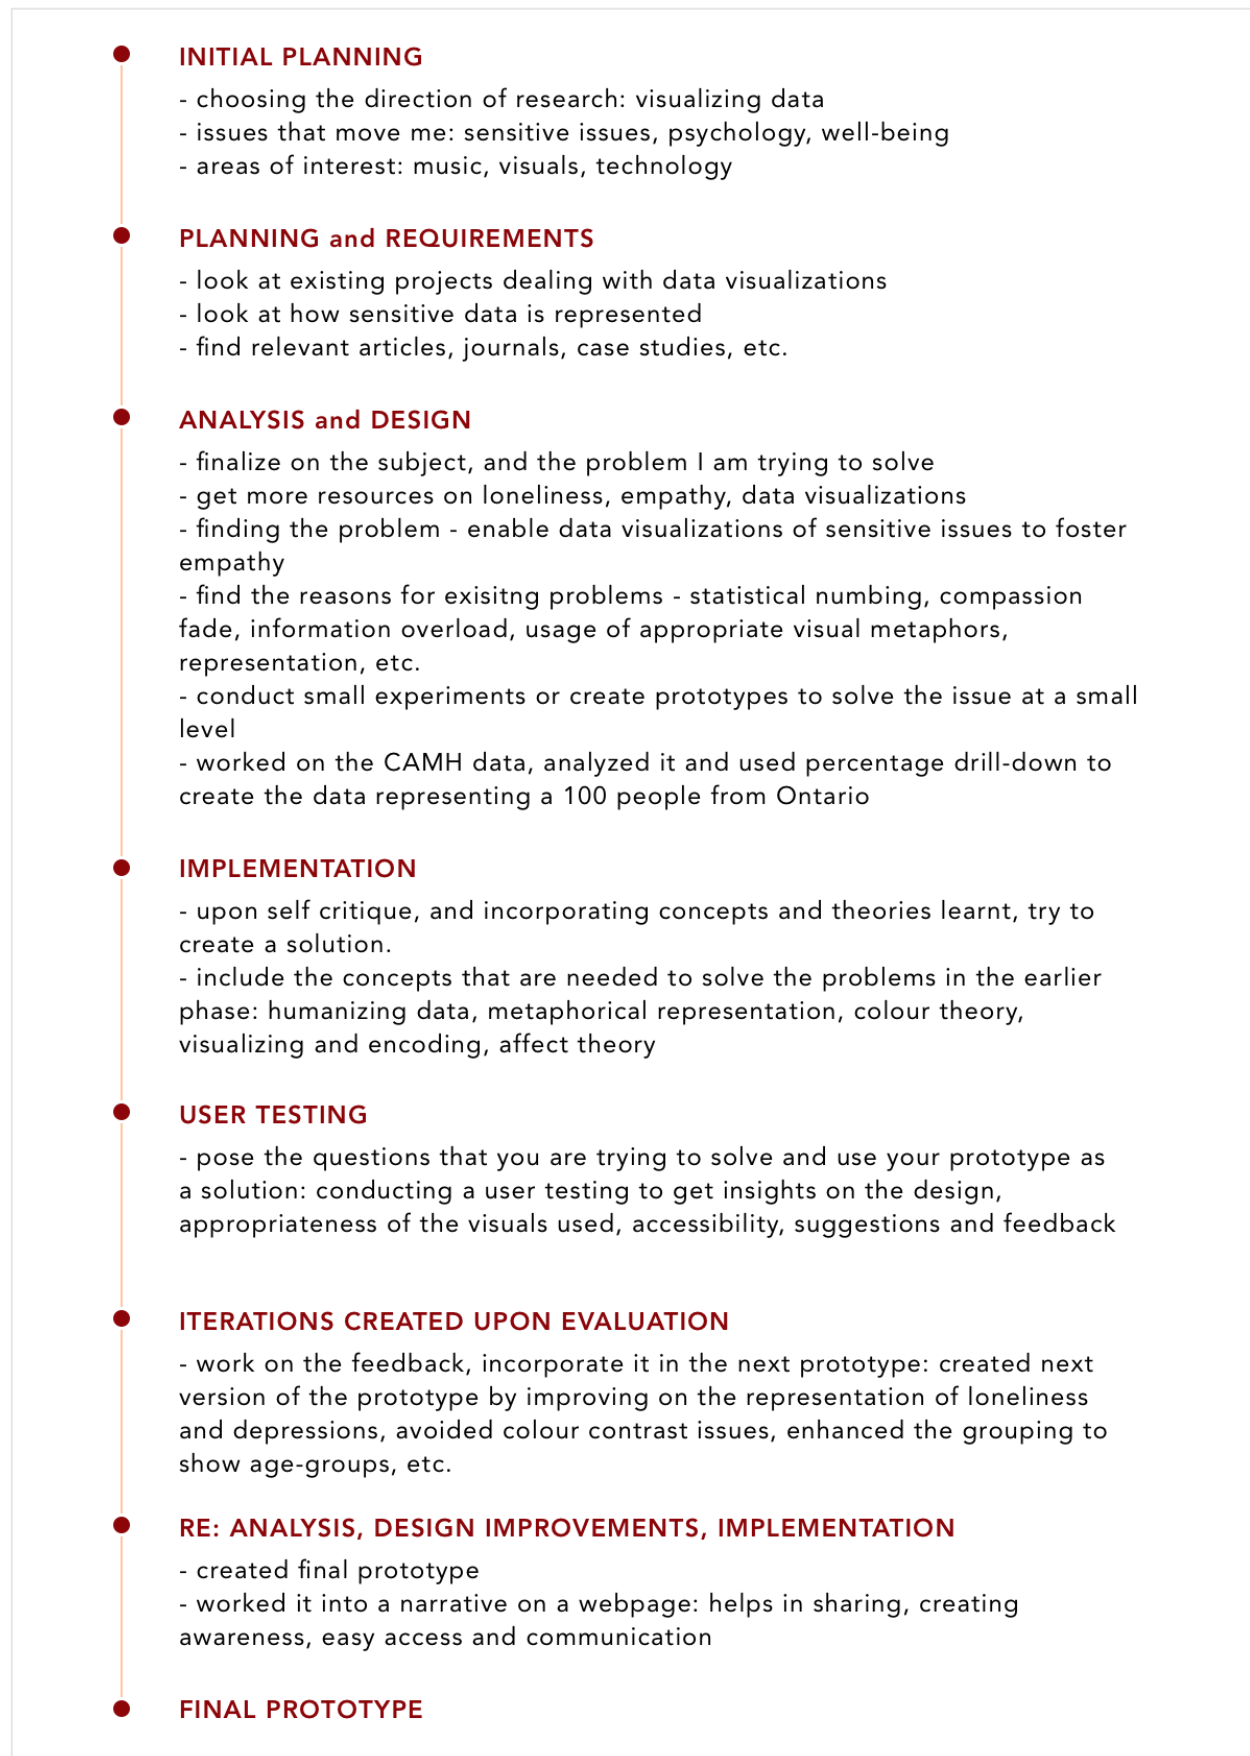 INITIAL PLANNING
- choosing the direction of research: visualizing data
- issues that move me: sensitive issues, psychology, well-being
- areas of interest: music, visuals, technology
PLANNING and REQUIREMENTS
- look at existing projects dealing with data visualizations
- look at how sensitive data is represented
- find relevant articles, journals, case studies, etc.
ANALYSIS and DESIGN
- finalize on the subject, and the problem I am trying to solve
- get more resources on loneliness, empathy, data visualizations
- finding the problem - enable data visualizations of sensitive issues to foster
empathy
- find the reasons for exisitng problems - statistical numbing, compassion
fade, information overload, usage of appropriate visual metaphors,
representation, etc.
- conduct small experiments or create prototypes to solve the issue at a small
level
- worked on the CAMH data, analyzed it and used percentage drill-down to
create the data representing a 100 people from Ontario
IMPLEMENTATION
- upon self critique, and incorporating concepts and theories learnt, try to
create a solution.
- include the concepts that are needed to solve the problems in the earlier
phase: humanizing data, metaphorical representation, colour theory,
visualizing and encoding, affect theory
USER TESTING
- pose the questions that you are trying to solve and use your prototype as
a solution: conducting a user testing to get insights on the design,
appropriateness of the visuals used, accessibility, suggestions and feedback
ITERATIONS CREATED UPON EVALUATION
- work on the feedback, incorporate it in the next prototype: created next
version of the prototype by improving on the representation of loneliness
and depressions, avoided colour contrast issues, enhanced the grouping to
show age-groups, etc.
RE: ANALYSIS, DESIGN IMPROVEMENTS, IMPLEMENTATION
- created final prototype
- worked it into a narrative on a webpage: helps in sharing, creating
awareness, easy access and communication
FINAL PROTOTYPE